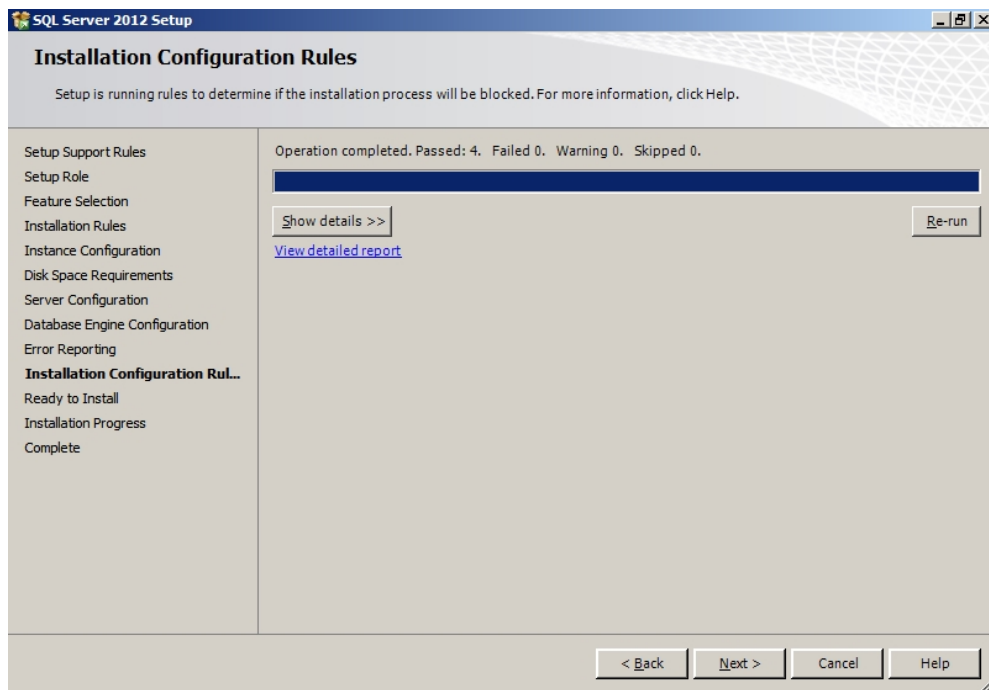 SQL Server 2012 Setup
Installation Configuration Rules
Setup is running rules to determine if the installation process will be blocked. For more information, click Help.
Setup Support Rules
Setup Role
Feature Selection
Installation Rules
Instance Configuration
Disk Space Requirements
Server Configuration
Database Engine Configuration
Error Reporting
Installation Configuration Rul...
Ready to Install
Installation Progress
Complete
Operation completed. Passed: 4.   Failed 0.   Warning 0.   Skipped 0.
Show details >>
Re-run
View detailed report
< Back
Next >
Cancel
Help